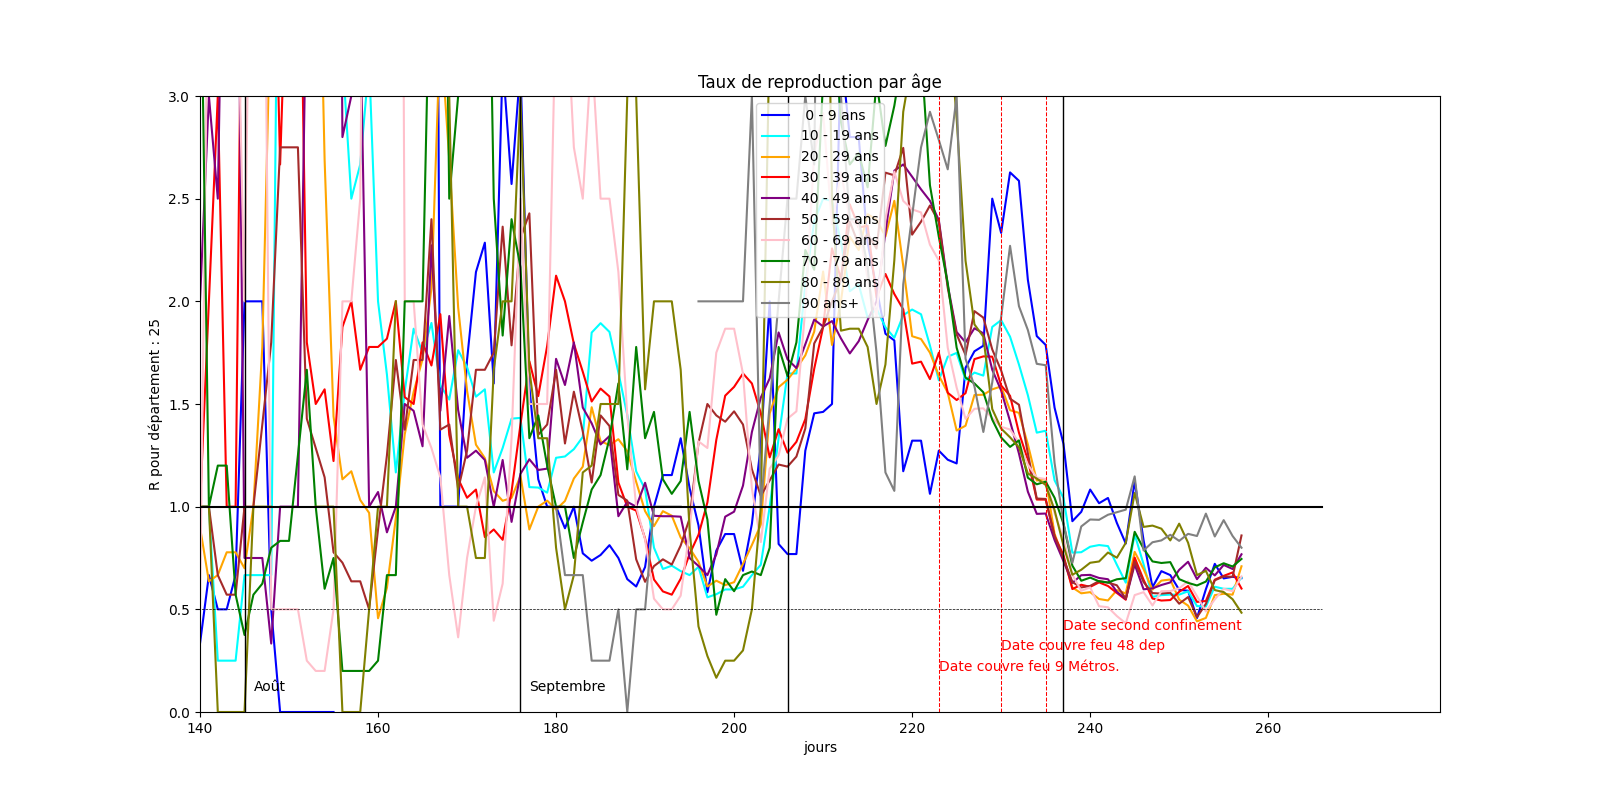 Taux de reproduction par âge
3.0
2.5
2.0
1.5
1.0
0.5
0.0
R pour département : 25
0 - 9 ans
10 - 19 ans
20 - 29 ans
30 - 39 ans
40 - 49 ans
50 - 59 ans
60 - 69 ans
70 - 79 ans
80 - 89 ans
90 ans+
Date second confinement
Date couvre feu 48 dep
Date couvre feu 9 Métros.
Août
Septembre
140
160
180
200
220
240
260
jours